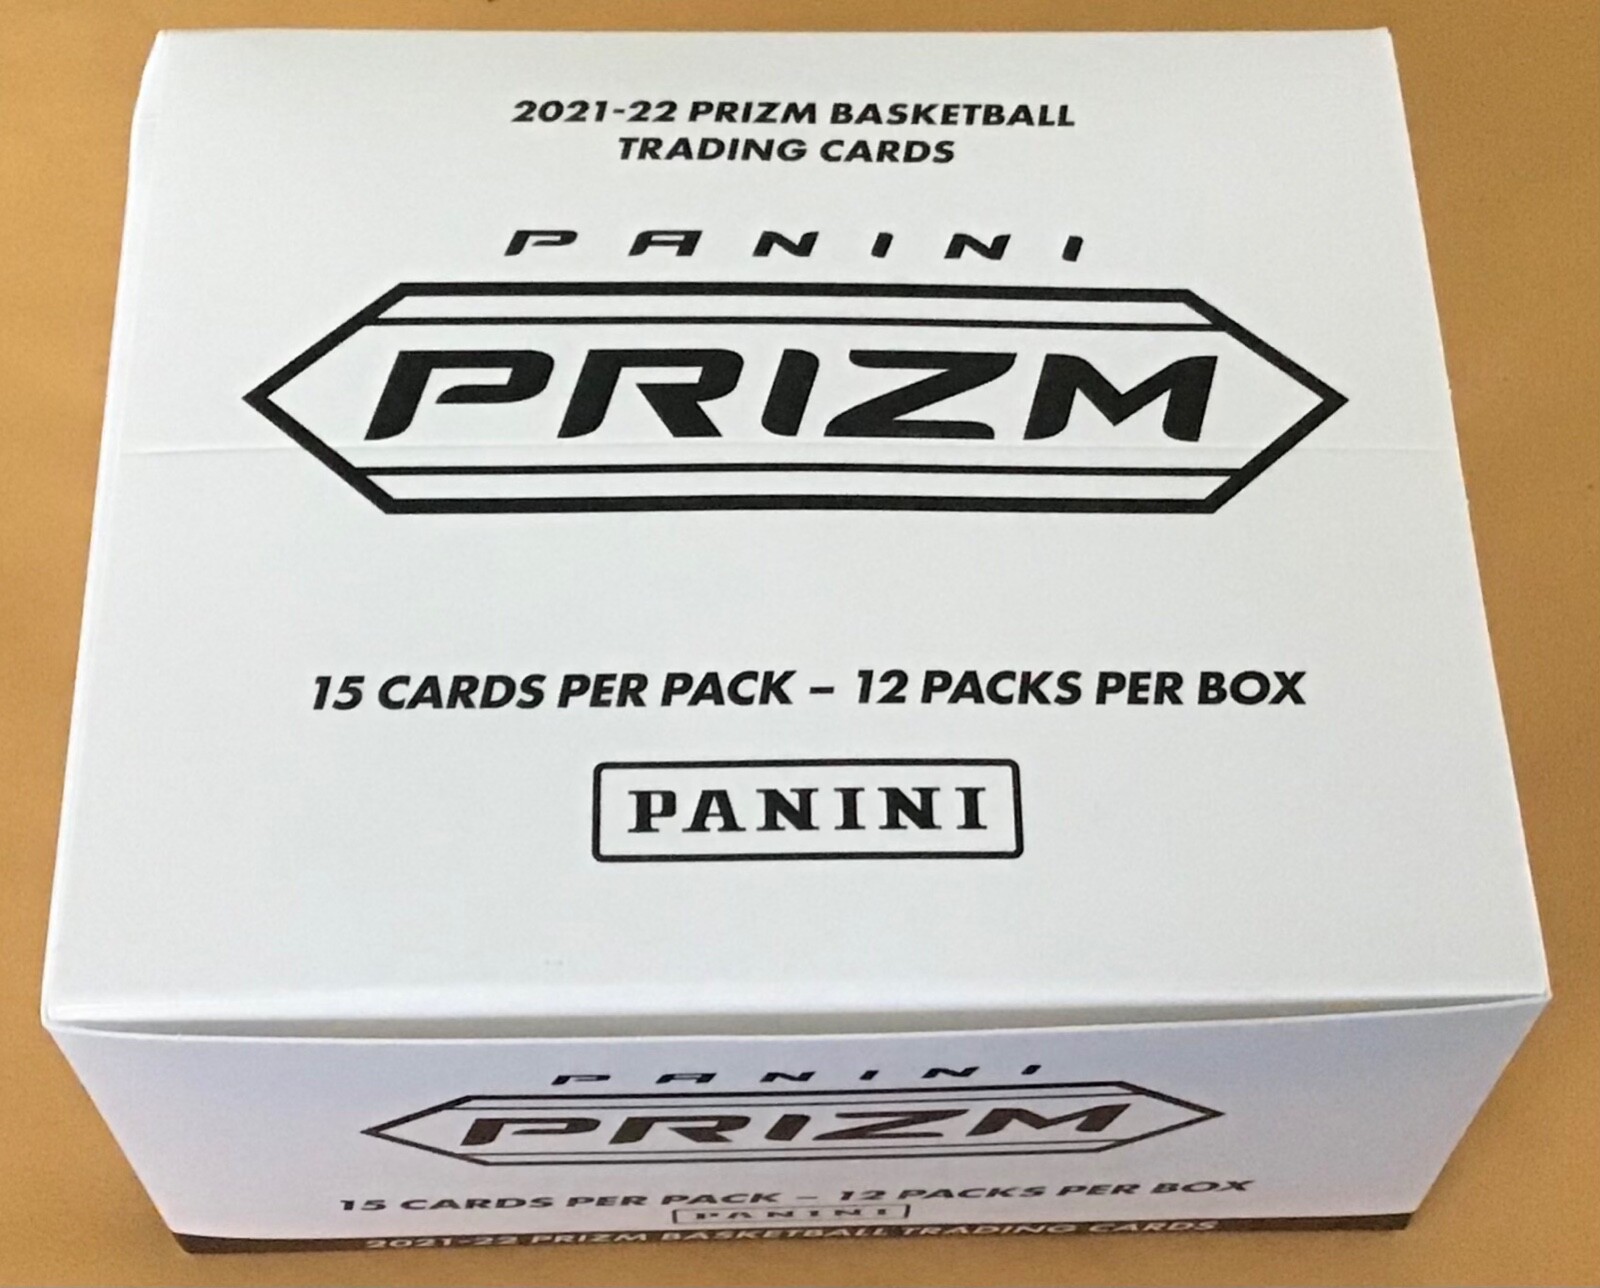 2021-22 PRIZM BASKETBALL
TRADING CARDS
PANINI
PRIZM
15 CARDS PER PACK – 12 PACKS PER BOX
PANINI
PANINI
PRIZM
15 CARDS PER PACK – 12 PACKS PER BOX
PANINI
2021-22 PRIZM BASKETBALL TRADING CARDS